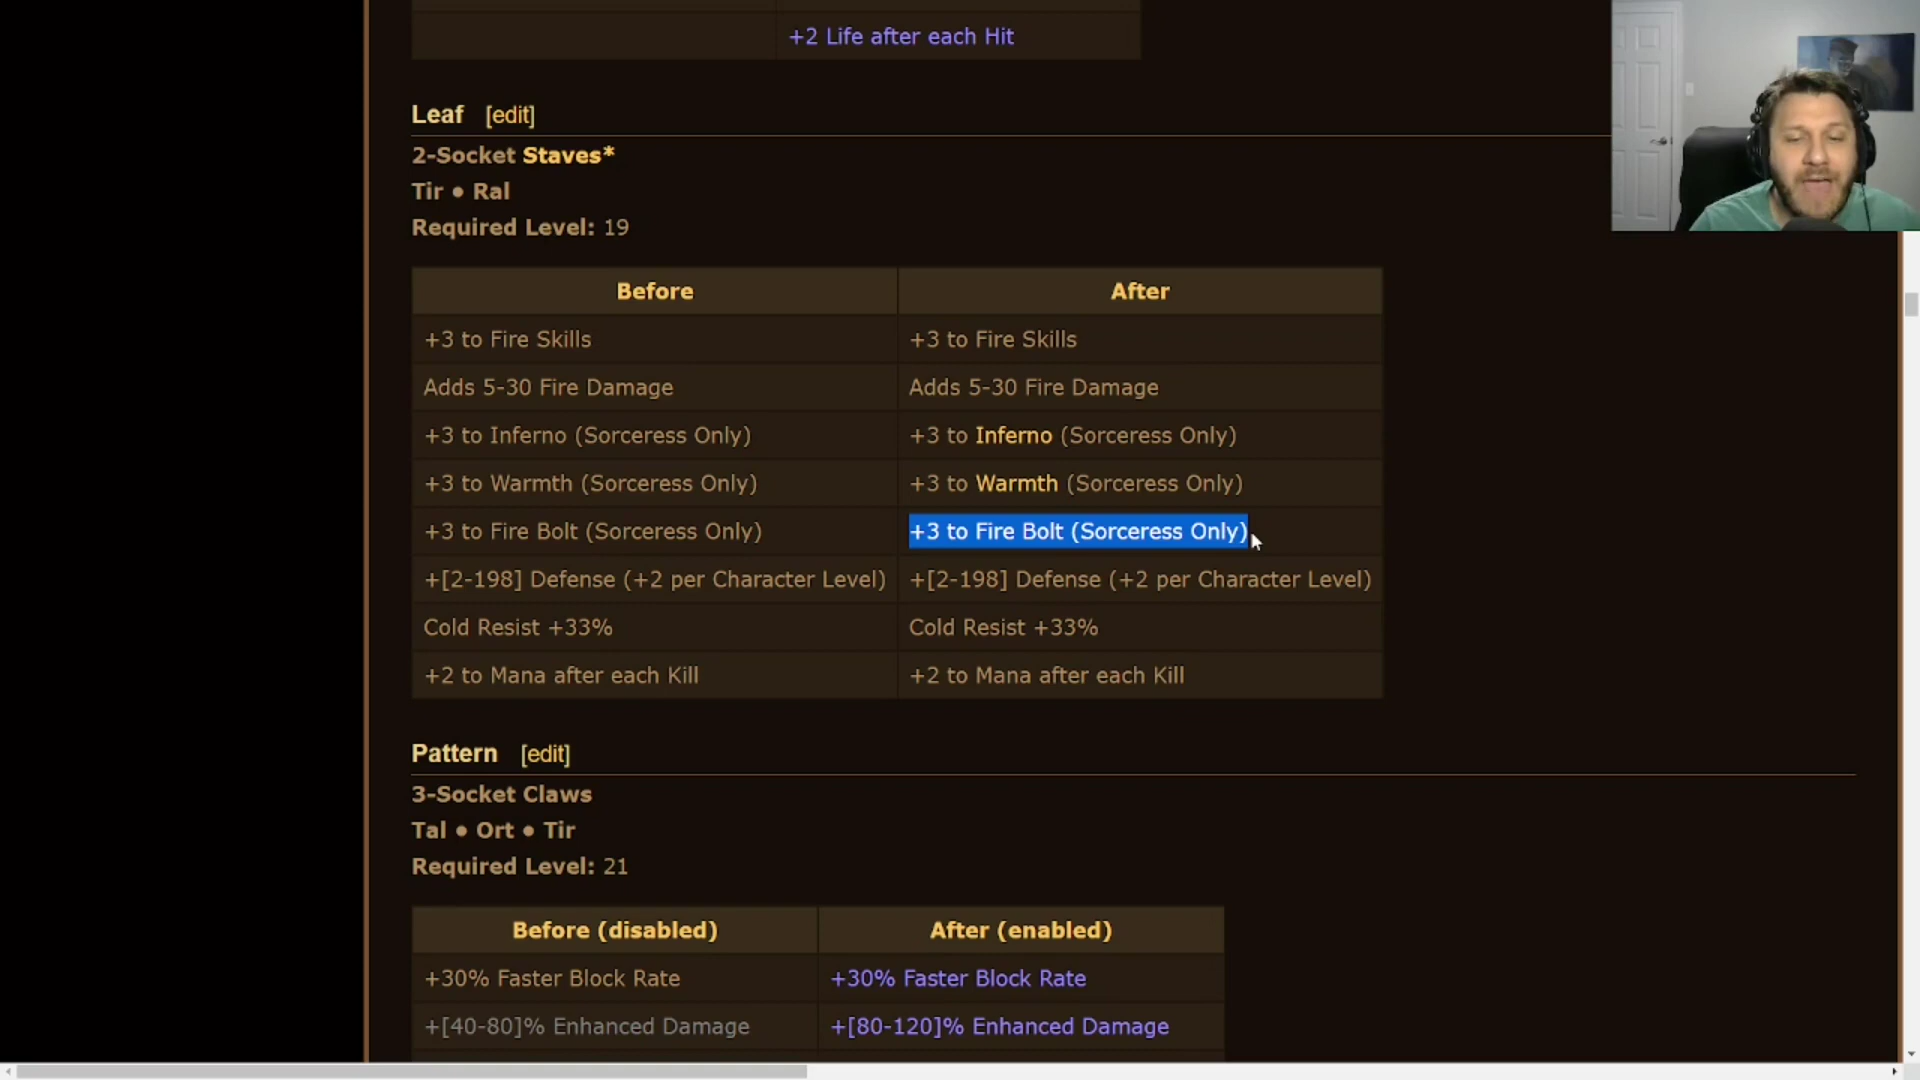 +2 Life after each Hit
Leaf [edit]
2-Socket Staves*
Tir • Ral
Required Level: 19
Before After
+3 to Fire Skills +3 to Fire Skills
Adds 5-30 Fire Damage Adds 5-30 Fire Damage
+3 to Inferno (Sorceress Only) +3 to Inferno (Sorceress Only)
+3 to Warmth (Sorceress Only) +3 to Warmth (Sorceress Only)
+3 to Fire Bolt (Sorceress Only) +3 to Fire Bolt (Sorceress Only)
+[2-198] Defense (+2 per Character Level) +[2-198] Defense (+2 per Character Level)
Cold Resist +33% Cold Resist +33%
+2 to Mana after each Kill +2 to Mana after each Kill
Pattern [edit]
3-Socket Claws
Tal • Ort • Tir
Required Level: 21
Before (disabled) After (enabled)
+30% Faster Block Rate +30% Faster Block Rate
+[40-80]% Enhanced Damage +[80-120]% Enhanced Damage